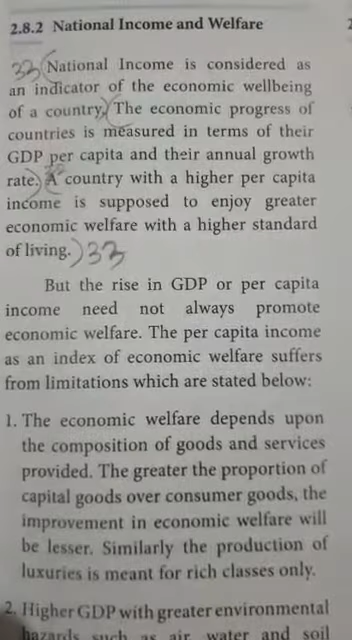 2.8.2 National Income and Welfare
33 National Income is considered as
an indicator of the economic wellbeing
of a country. The economic progress of
countries is measured in terms of their
GDP per capita and their annual growth
rate. A country with a higher per capita
income is supposed to enjoy greater
economic welfare with a higher standard
of living. 33
But the rise in GDP or per capita
income need not always promote
economic welfare. The per capita income
as an index of economic welfare suffers
from limitations which are stated below:
1. The economic welfare depends upon
the composition of goods and services
provided. The greater the proportion of
capital goods over consumer goods, the
improvement in economic welfare will
be lesser. Similarly the production of
luxuries is meant for rich classes only.
2. Higher GDP with greater environmental
hazards such as air, water and soil